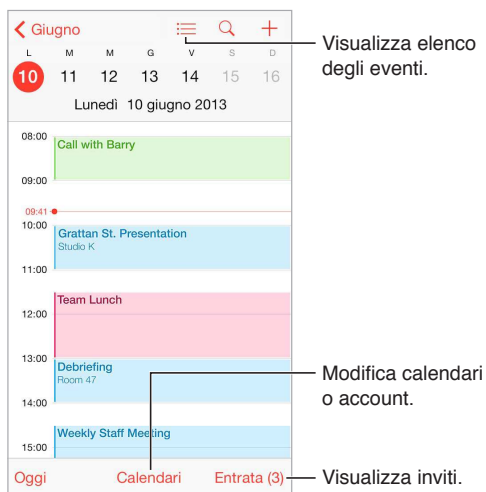 Giugno
L M M G V S D
10 11 12 13 14 15 16
Lunedì 10 giugno 2013
Visualizza elenco
degli eventi.
08:00
Call with Barry
09:00
09:41
10:00
Grattan St. Presentation
Studio K
11:00
Team Lunch
12:00
13:00
Debriefing
Room 47
14:00
Weekly Staff Meeting
15:00
Modifica calendari
o account.
Oggi Calendari Entrata (3)
Visualizza inviti.